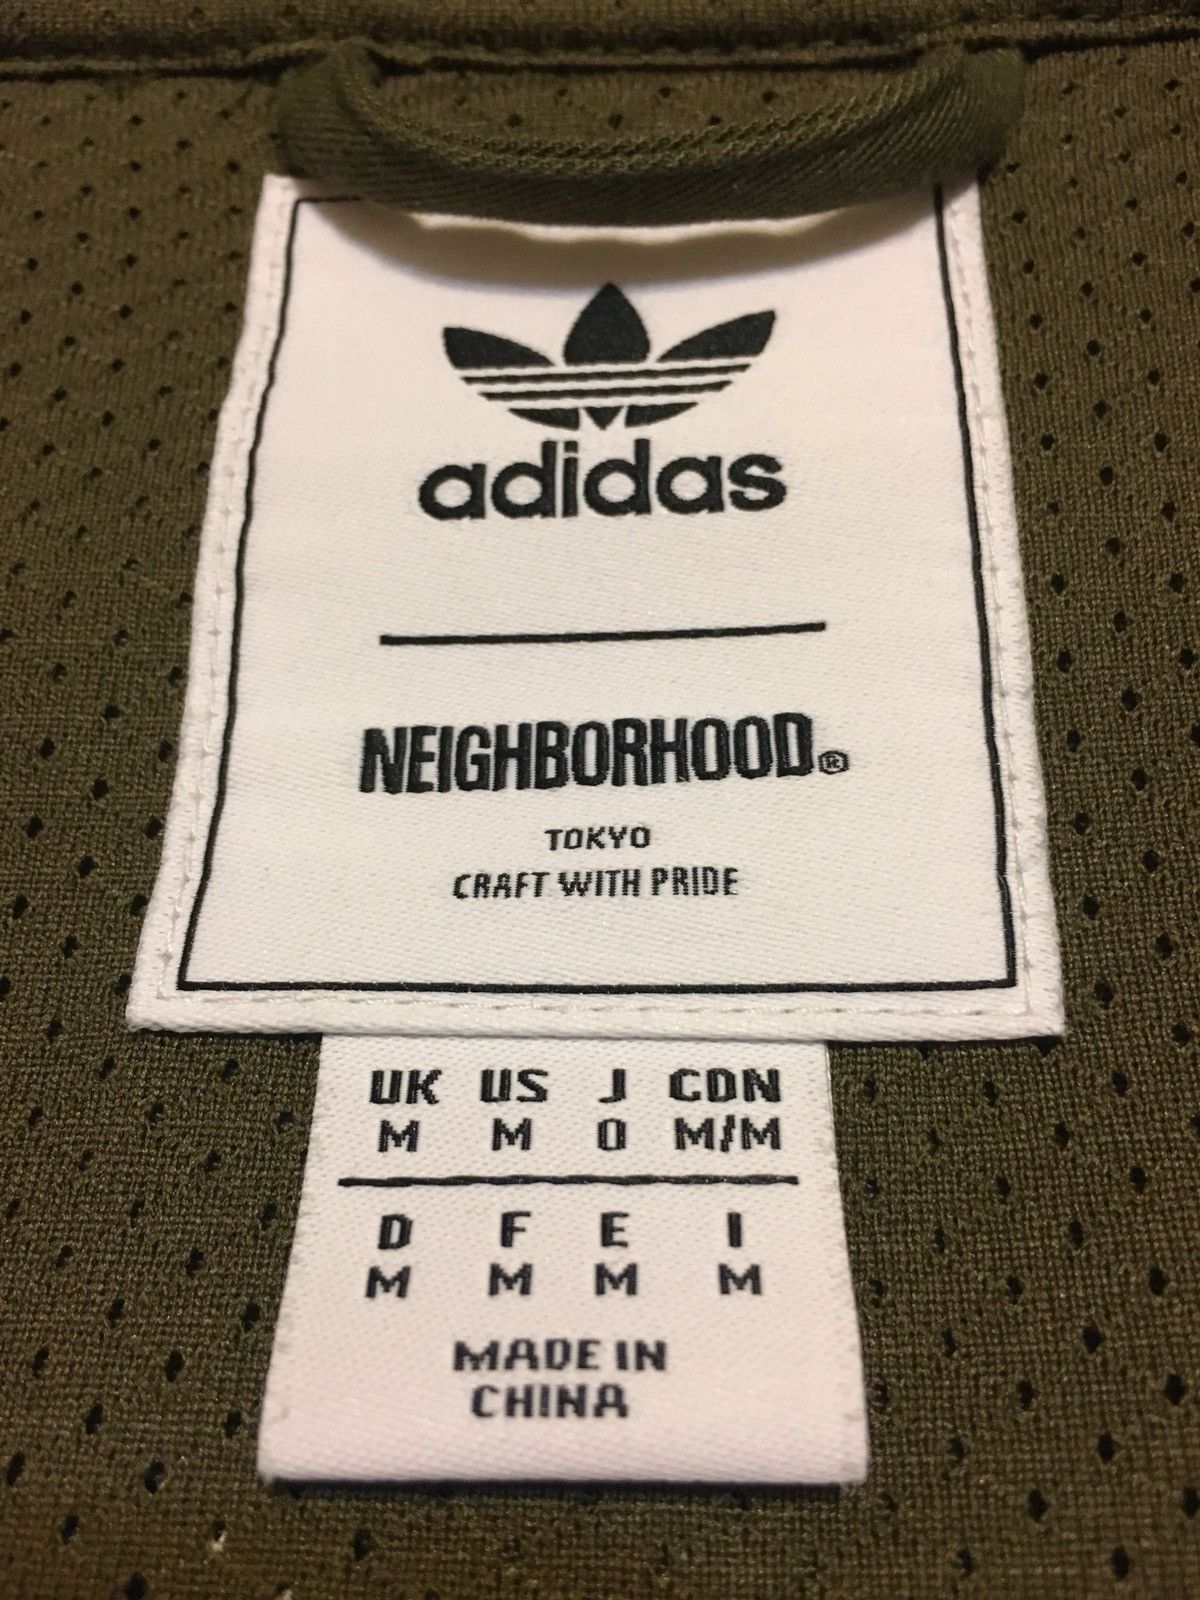 adidas
NEIGHBORHOOD®
TOKYO
CRAFT WITH PRIDE
UK US J CDN
M M O M/M
D F E I
M M M M
MADE IN
CHINA